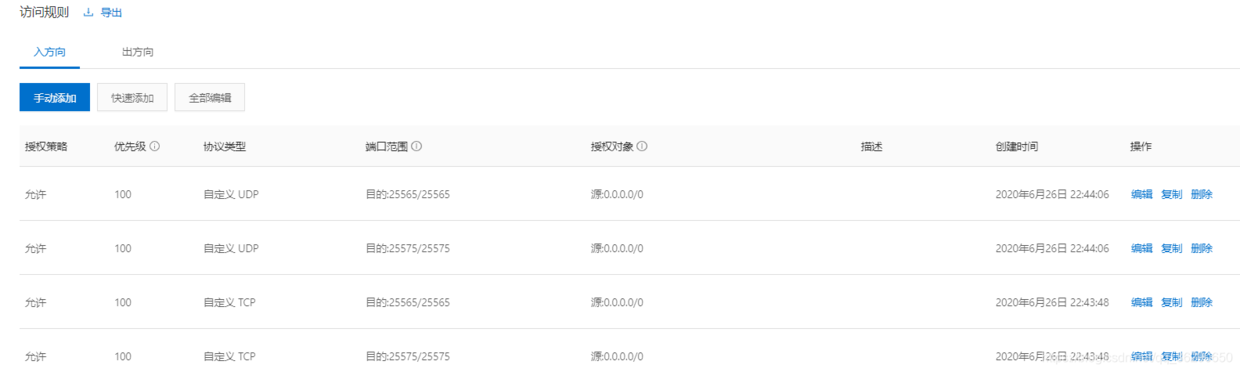 访问规则 导出
入方向 出方向
手动添加 快速添加 全部编辑
授权策略 优先级 协议类型 端口范围 授权对象 描述 创建时间 操作
允许 100 自定义 UDP 目的:25565/25565 源:0.0.0.0/0 2020年6月26日 22:44:06 编辑 复制 删除
允许 100 自定义 UDP 目的:25575/25575 源:0.0.0.0/0 2020年6月26日 22:44:06 编辑 复制 删除
允许 100 自定义 TCP 目的:25565/25565 源:0.0.0.0/0 2020年6月26日 22:43:48 编辑 复制 删除
允许 100 自定义 TCP 目的:25575/25575 源:0.0.0.0/0 2020年6月26日 22:43:48 编辑 复制 删除